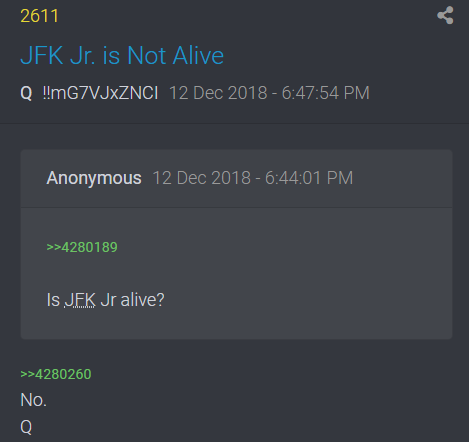 2611
JFK Jr. is Not Alive
Q !!mG7VJxZNCI 12 Dec 2018 - 6:47:54 PM
Anonymous 12 Dec 2018 - 6:44:01 PM
>>4280189
Is JFK Jr alive?
>>4280260
No.
Q